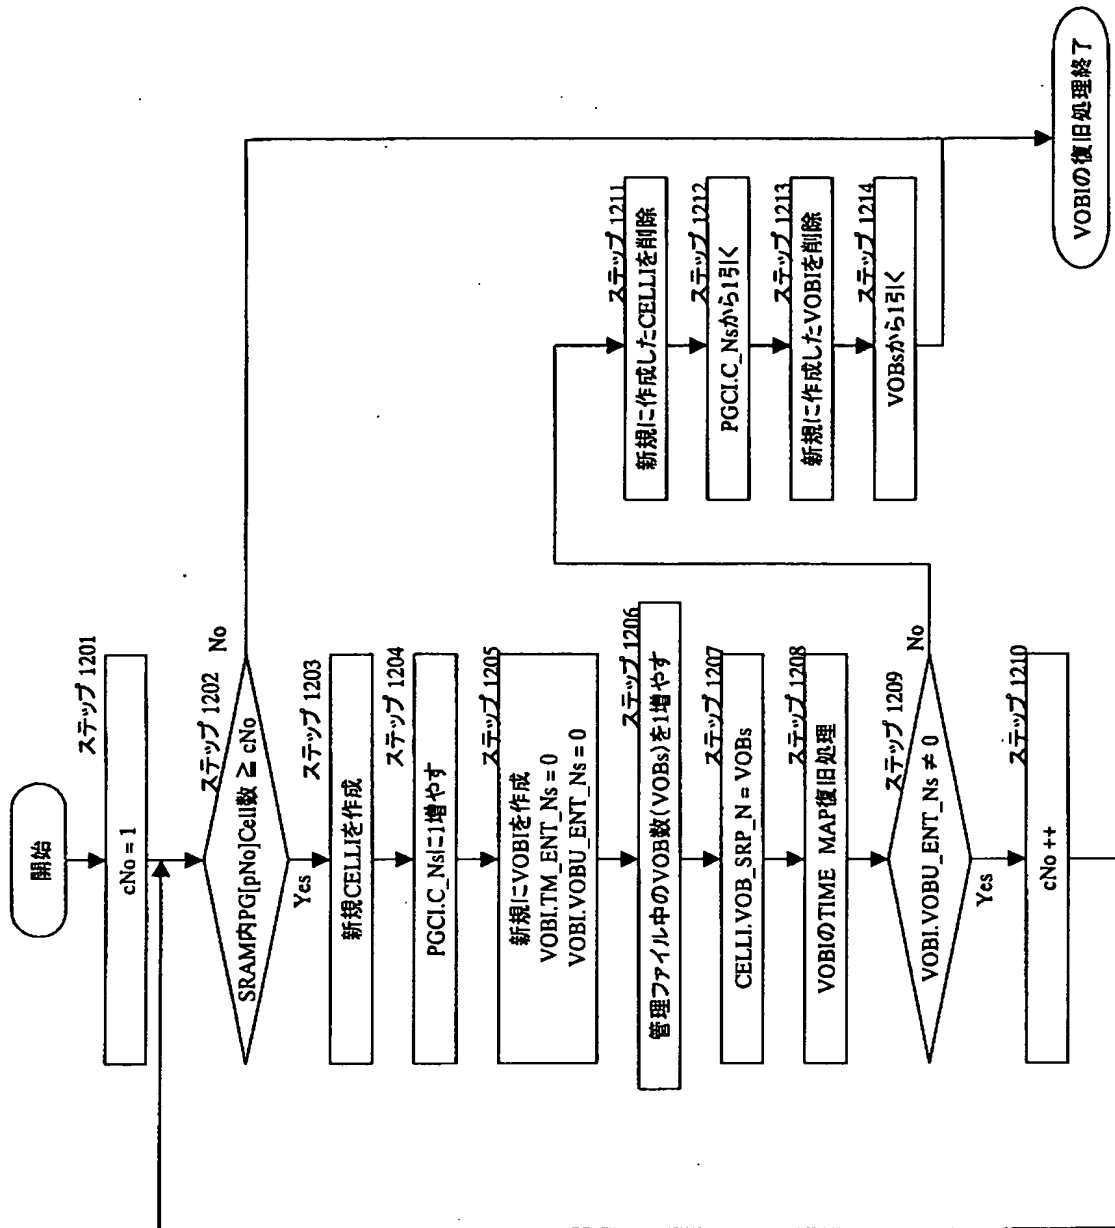 開始
ステップ 1201
cNo = 1
ステップ 1202
SRAM内PG[pNo]Cell数 ≧ cNo
No
Yes
ステップ 1203
新規CELLIを作成
ステップ 1204
PGCI.C_Nsに1増やす
ステップ 1205
新規にVOBIを作成
VOBI.TM_ENT_Ns = 0
VOBI.VOBU_ENT_Ns = 0
ステップ 1206
管理ファイル中のVOB数(VOBs)を1増やす
ステップ 1207
CELLI.VOB_SRP_N = VOBs
ステップ 1208
VOBIのTIME MAP復旧処理
ステップ 1209
VOBI.VOBU_ENT_Ns ≠ 0
No
Yes
ステップ 1210
cNo ++
ステップ 1211
新規に作成したCELLIを削除
ステップ 1212
PGCI.C_Nsから1引く
ステップ 1213
新規に作成したVOBIを削除
ステップ 1214
VOBsから1引く
VOBIの復旧処理終了